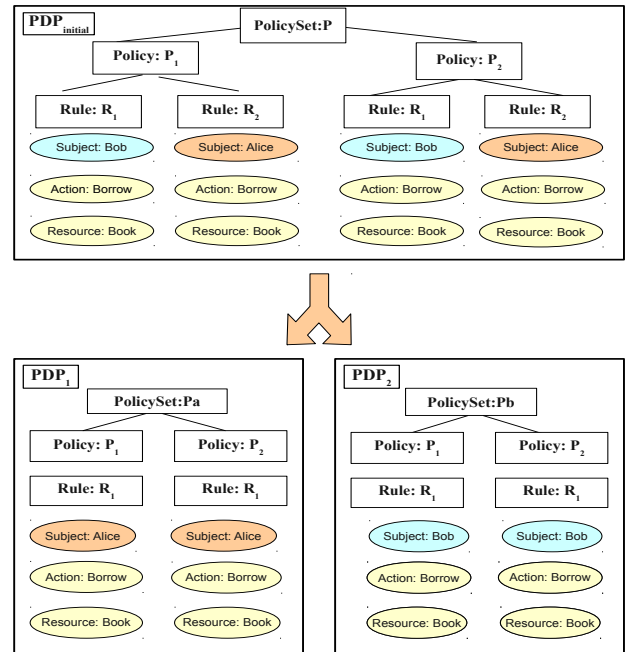 PDP initial
PolicySet:P
Policy: P1
Policy: P2
Rule: R1
Rule: R2
Rule: R1
Rule: R2
Subject: Bob
Subject: Alice
Subject: Bob
Subject: Alice
Action: Borrow
Action: Borrow
Action: Borrow
Action: Borrow
Resource: Book
Resource: Book
Resource: Book
Resource: Book
PDP1
PolicySet:Pa
Policy: P1
Policy: P2
Rule: R1
Rule: R1
Subject: Alice
Subject: Alice
Action: Borrow
Action: Borrow
Resource: Book
Resource: Book
PDP2
PolicySet:Pb
Policy: P1
Policy: P2
Rule: R1
Rule: R1
Subject: Bob
Subject: Bob
Action: Borrow
Action: Borrow
Resource: Book
Resource: Book